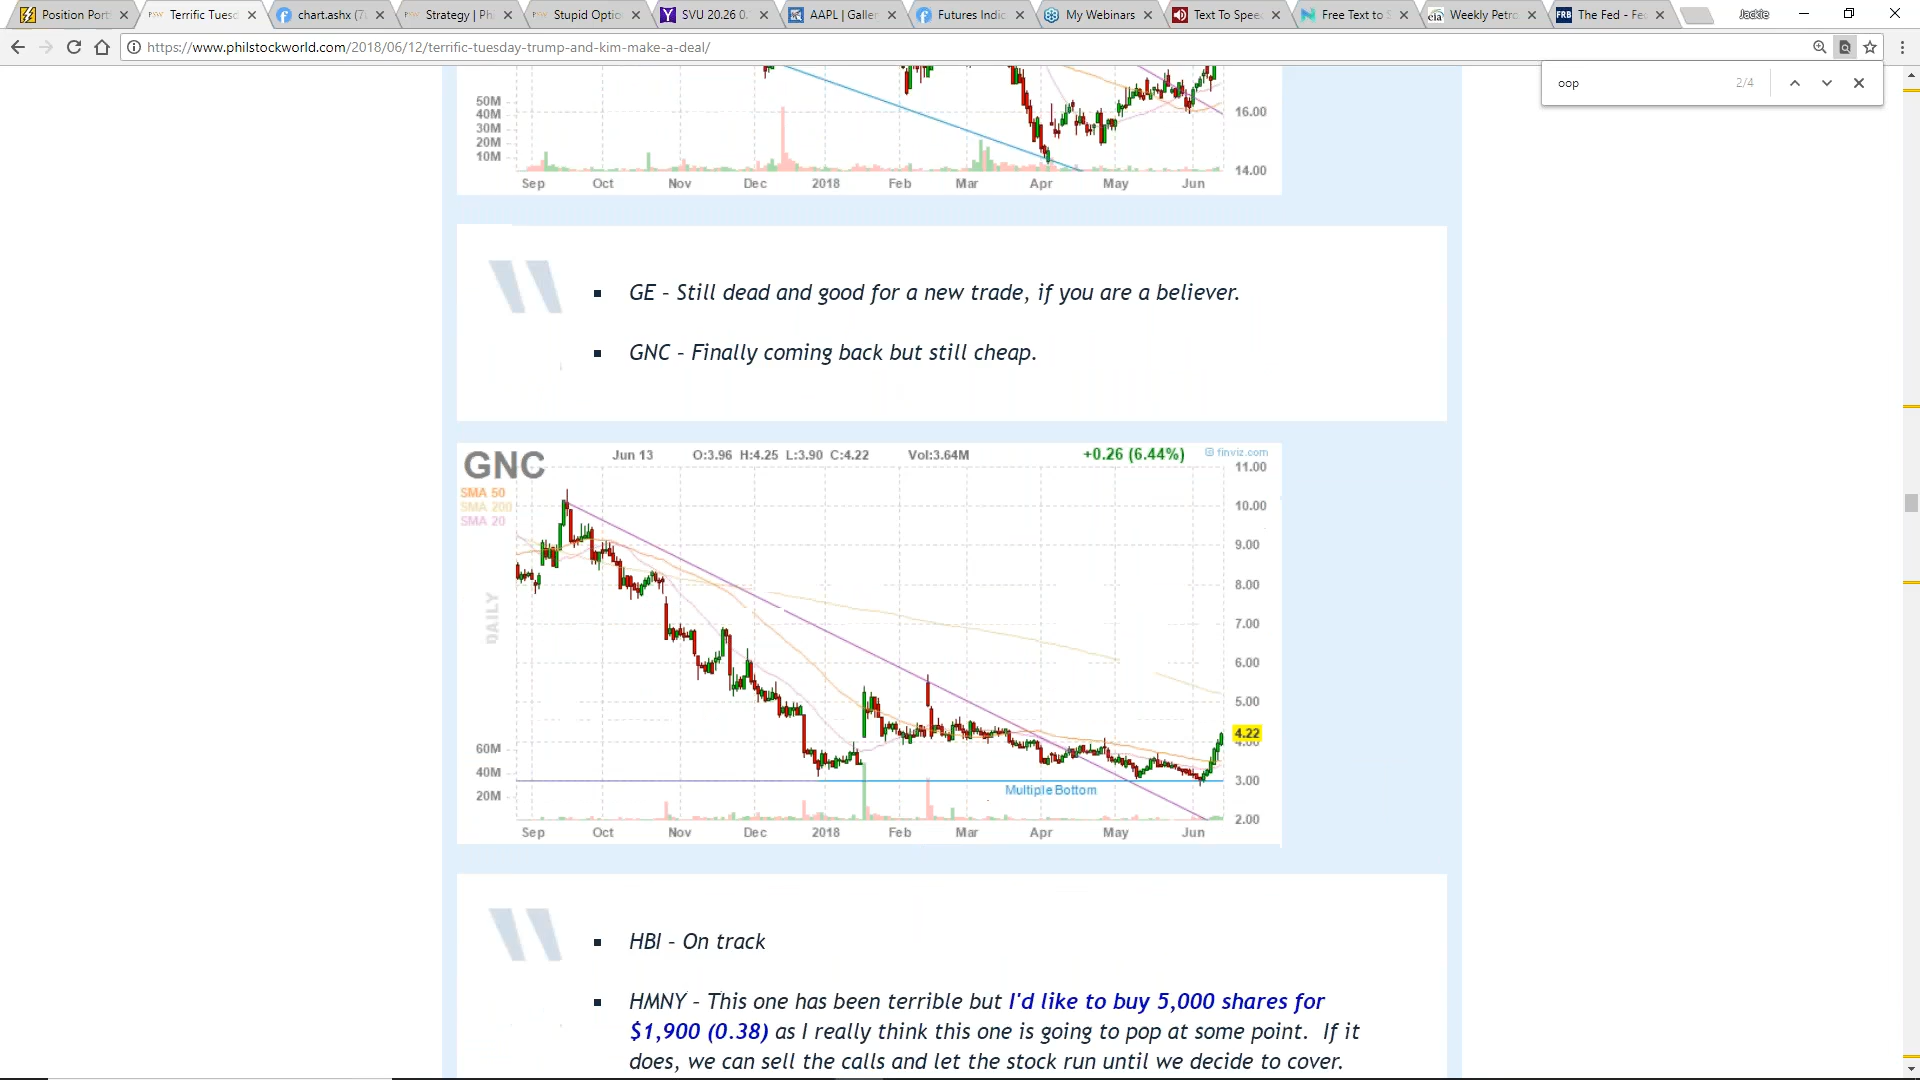 Position Port
Terrific Tuesd
chart.ashx (7
Strategy | Ph
Stupid Optio
SVU 20.26 0.
AAPL | Galler
Futures Indic
My Webinars
Text To Spee
Free Text to S
Weekly Petro
The Fed - Fe
Jackie
https://www.philstockworld.com/2018/06/12/terrific-tuesday-trump-and-kim-make-a-deal/
oop 2/4
50M
40M
30M
20M
10M
16.00
14.00
Sep Oct Nov Dec 2018 Feb Mar Apr May Jun
▪ GE – Still dead and good for a new trade, if you are a believer.
▪ GNC – Finally coming back but still cheap.
GNC Jun 13 O:3.96 H:4.25 L:3.90 C:4.22 Vol:3.64M +0.26 (6.44%) © finviz.com
SMA 50
SMA 200
SMA 20
DAILY
11.00
10.00
9.00
8.00
7.00
6.00
5.00
4.22
4.00
3.00
2.00
60M
40M
20M
Multiple Bottom
Sep Oct Nov Dec 2018 Feb Mar Apr May Jun
▪ HBI – On track
▪ HMNY – This one has been terrible but I'd like to buy 5,000 shares for
$1,900 (0.38) as I really think this one is going to pop at some point. If it
does, we can sell the calls and let the stock run until we decide to cover.